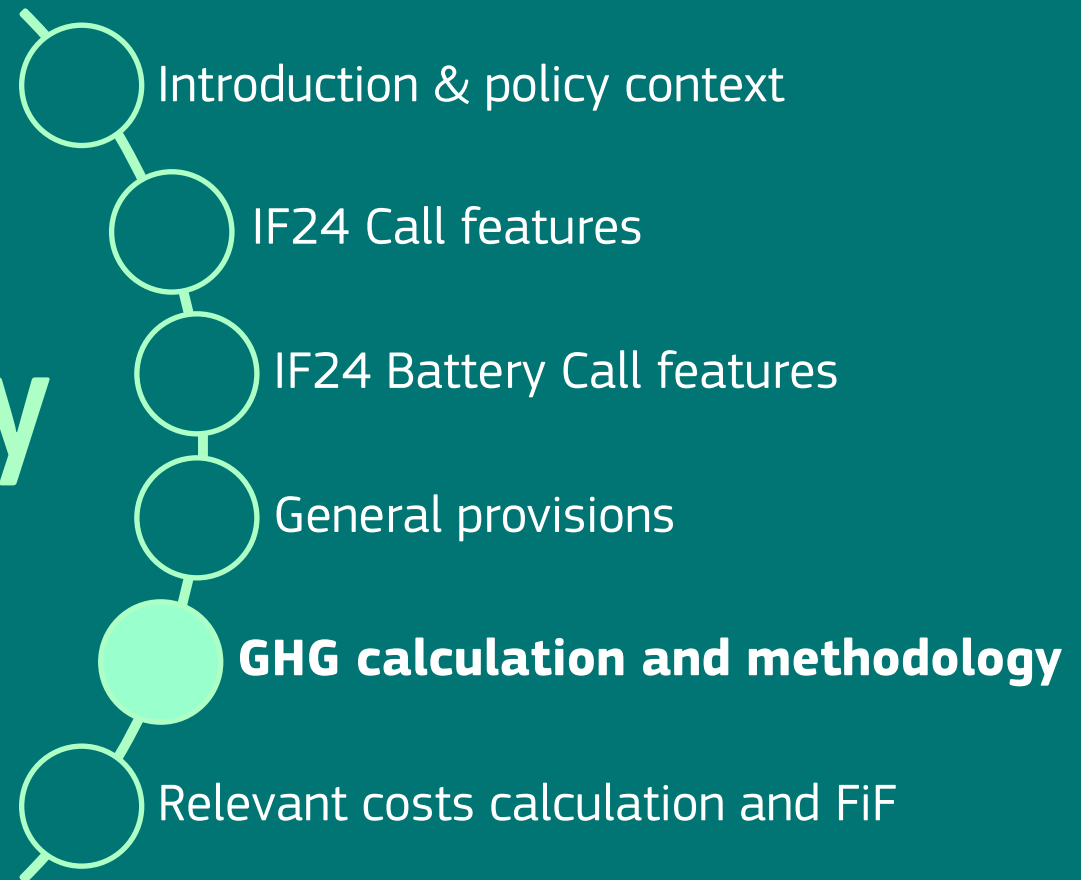 Introduction & policy context
IF24 Call features
IF24 Battery Call features
y
General provisions
GHG calculation and methodology
Relevant costs calculation and FiF